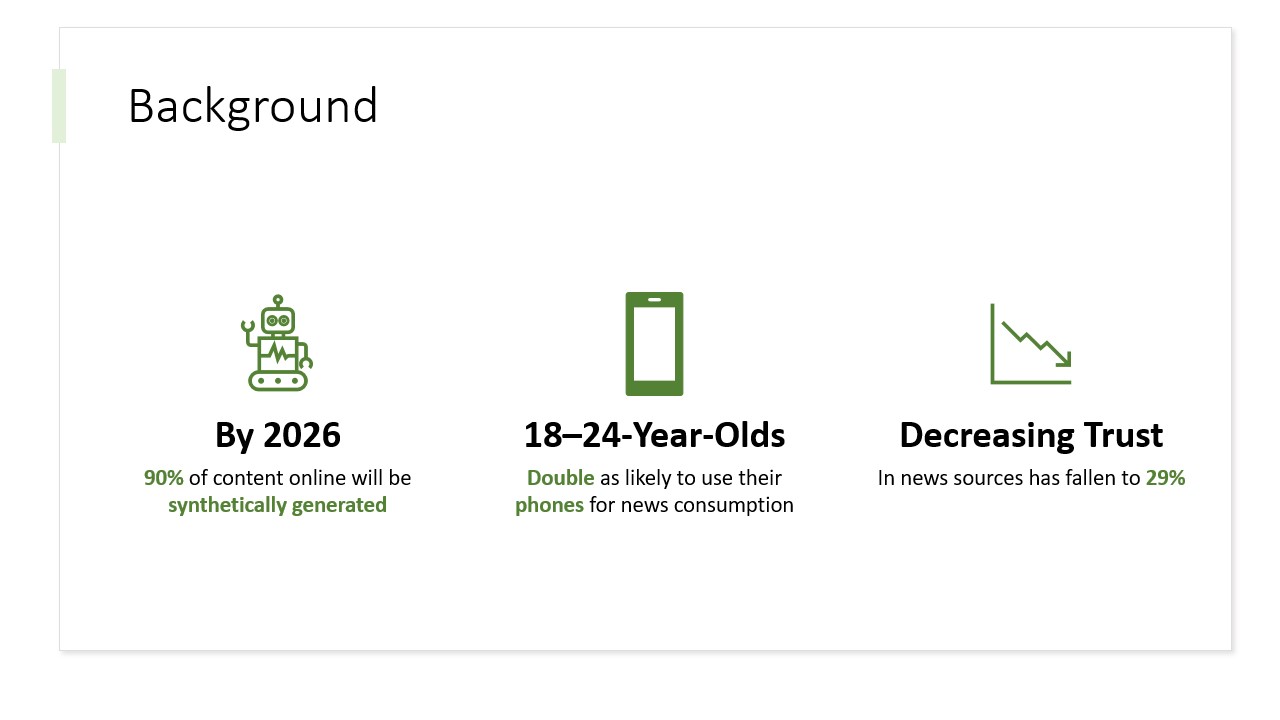 Background
By 2026
90% of content online will be
synthetically generated
18–24-Year-Olds
Double as likely to use their
phones for news consumption
Decreasing Trust
In news sources has fallen to 29%